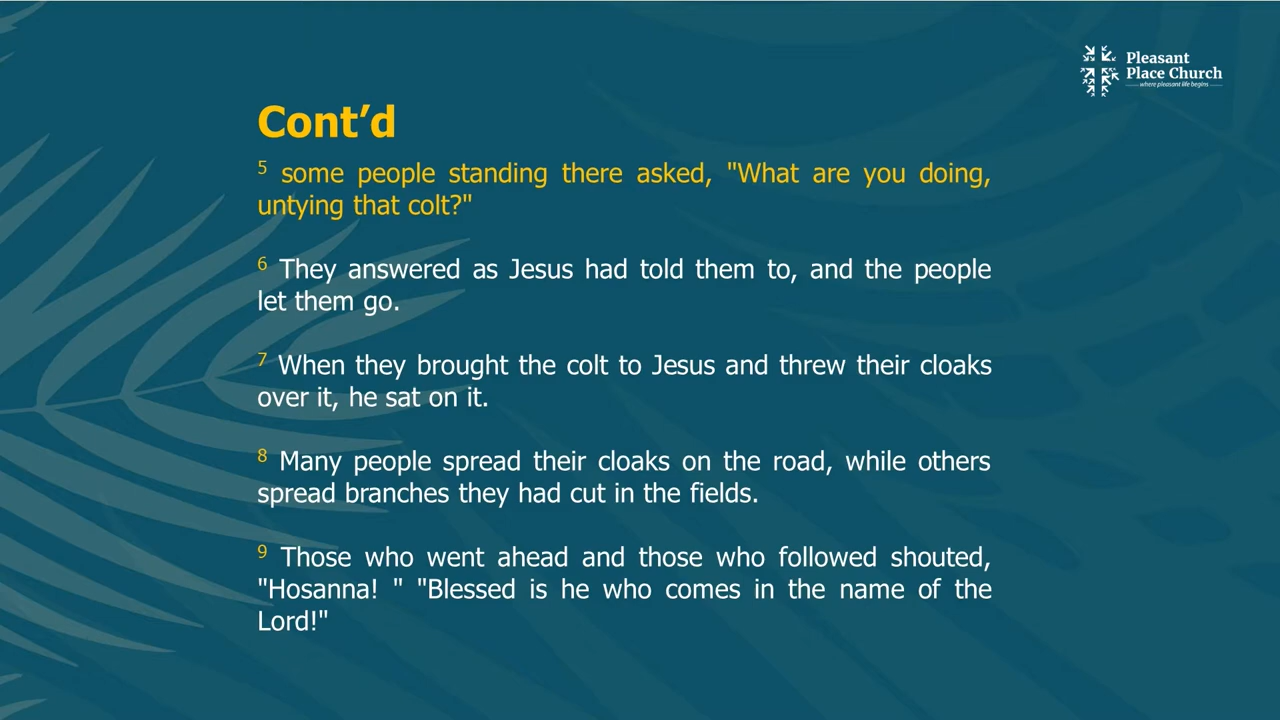 Pleasant
Place Church
where pleasant life begins
Cont’d
5 some people standing there asked, "What are you doing,
untying that colt?"
6 They answered as Jesus had told them to, and the people
let them go.
7 When they brought the colt to Jesus and threw their cloaks
over it, he sat on it.
8 Many people spread their cloaks on the road, while others
spread branches they had cut in the fields.
9 Those who went ahead and those who followed shouted,
"Hosanna! " "Blessed is he who comes in the name of the
Lord!"